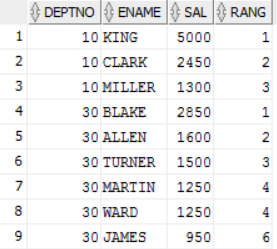 DEPTNO ENAME SAL RANG
1 10 KING 5000 1
2 10 CLARK 2450 2
3 10 MILLER 1300 3
4 30 BLAKE 2850 1
5 30 ALLEN 1600 2
6 30 TURNER 1500 3
7 30 MARTIN 1250 4
8 30 WARD 1250 4
9 30 JAMES 950 6